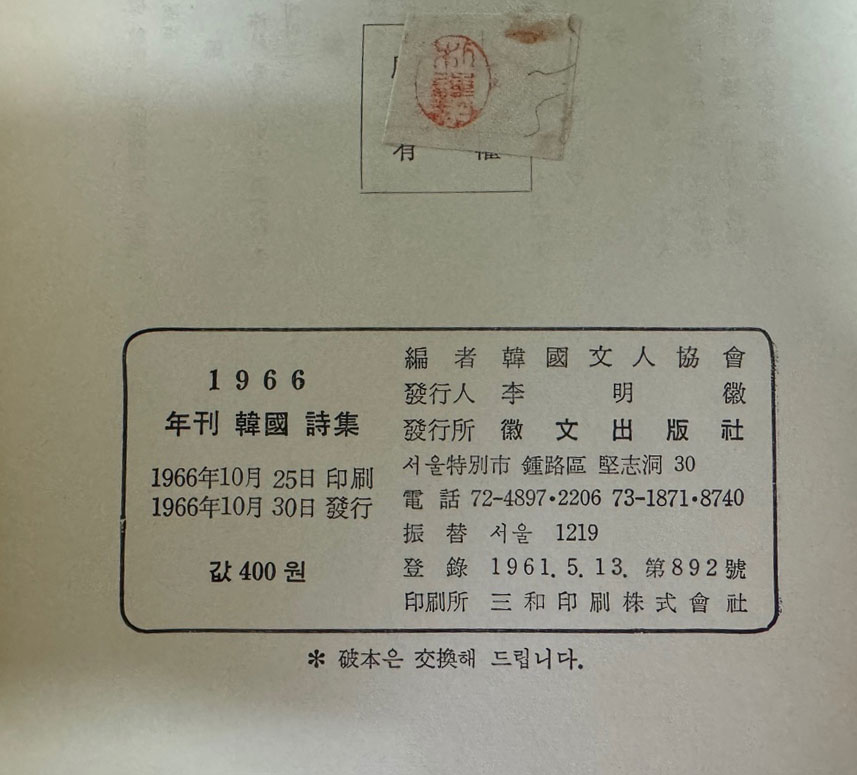 有 權
1966
年刊 韓國 詩集
1966年10月 25日 印刷
1966年10月 30日 發行
값 400 원
編者 韓國文人協會
發行人 李明徽
發行所 徽文出版社
서울特別市 鍾路區 堅志洞 30
電話 72-4897•2206 73-1871•8740
振替 서울 1219
登錄 1961. 5. 13. 第892號
印刷所 三和印刷株式會社
* 破本은 交換해 드립니다.